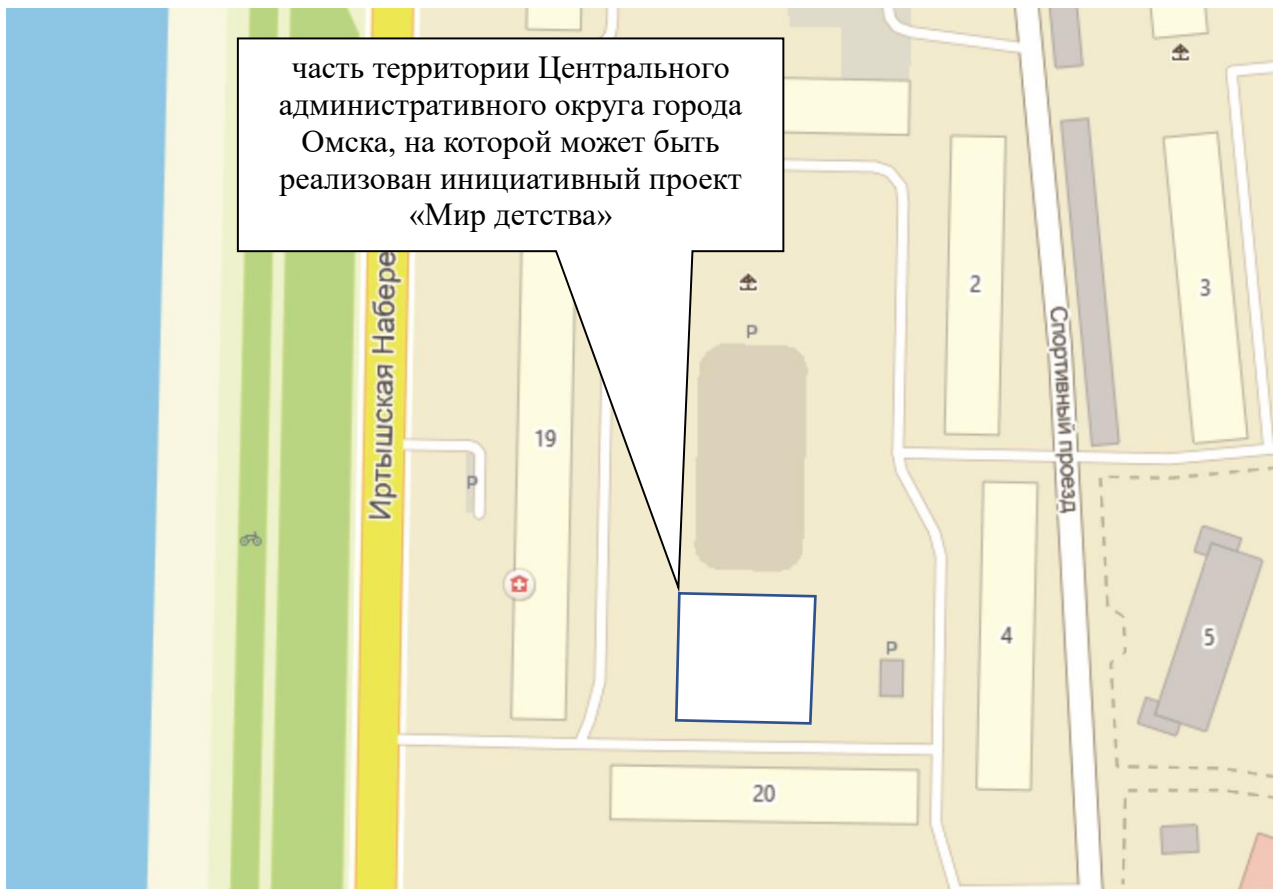 часть территории Центрального
административного округа города
Омска, на которой может быть
реализован инициативный проект
«Мир детства»
Иртышская Набере
P
2
3
Спортивный проезд
19
P
P
4
5
20